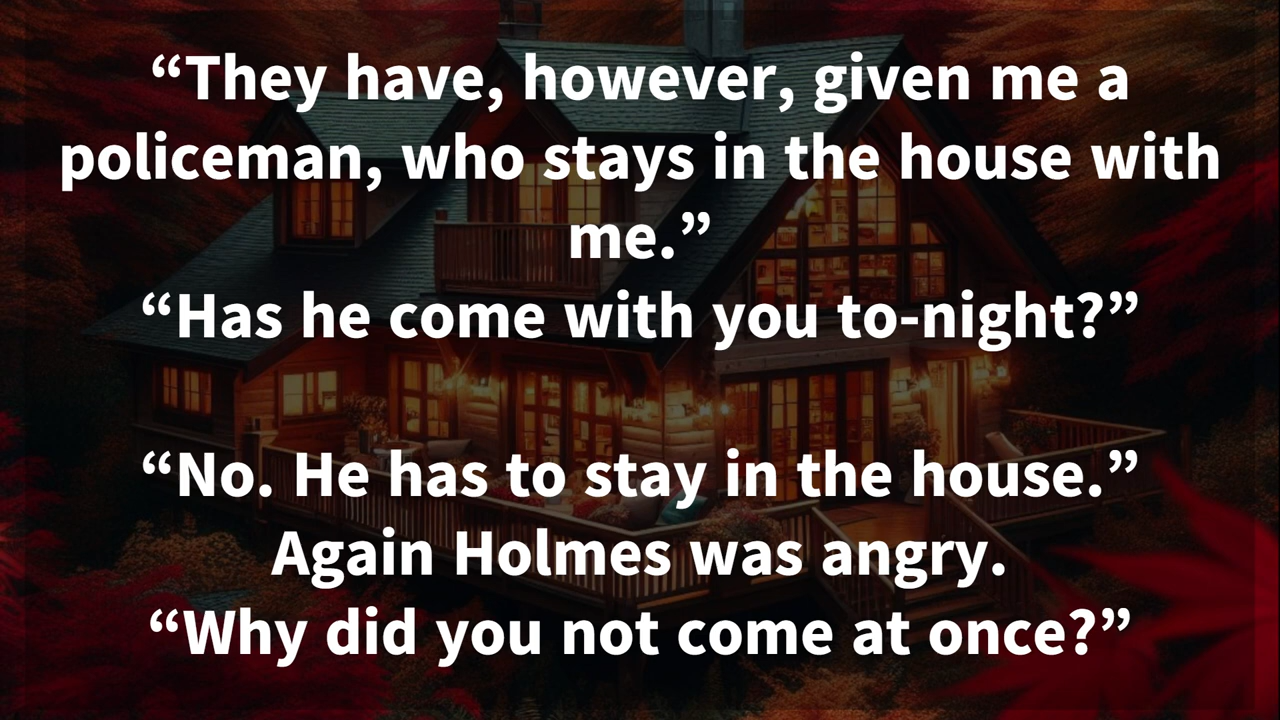 “They have, however, given me a
policeman, who stays in the house with
me.”
“Has he come with you to-night?”
“No. He has to stay in the house.”
Again Holmes was angry.
“Why did you not come at once?”